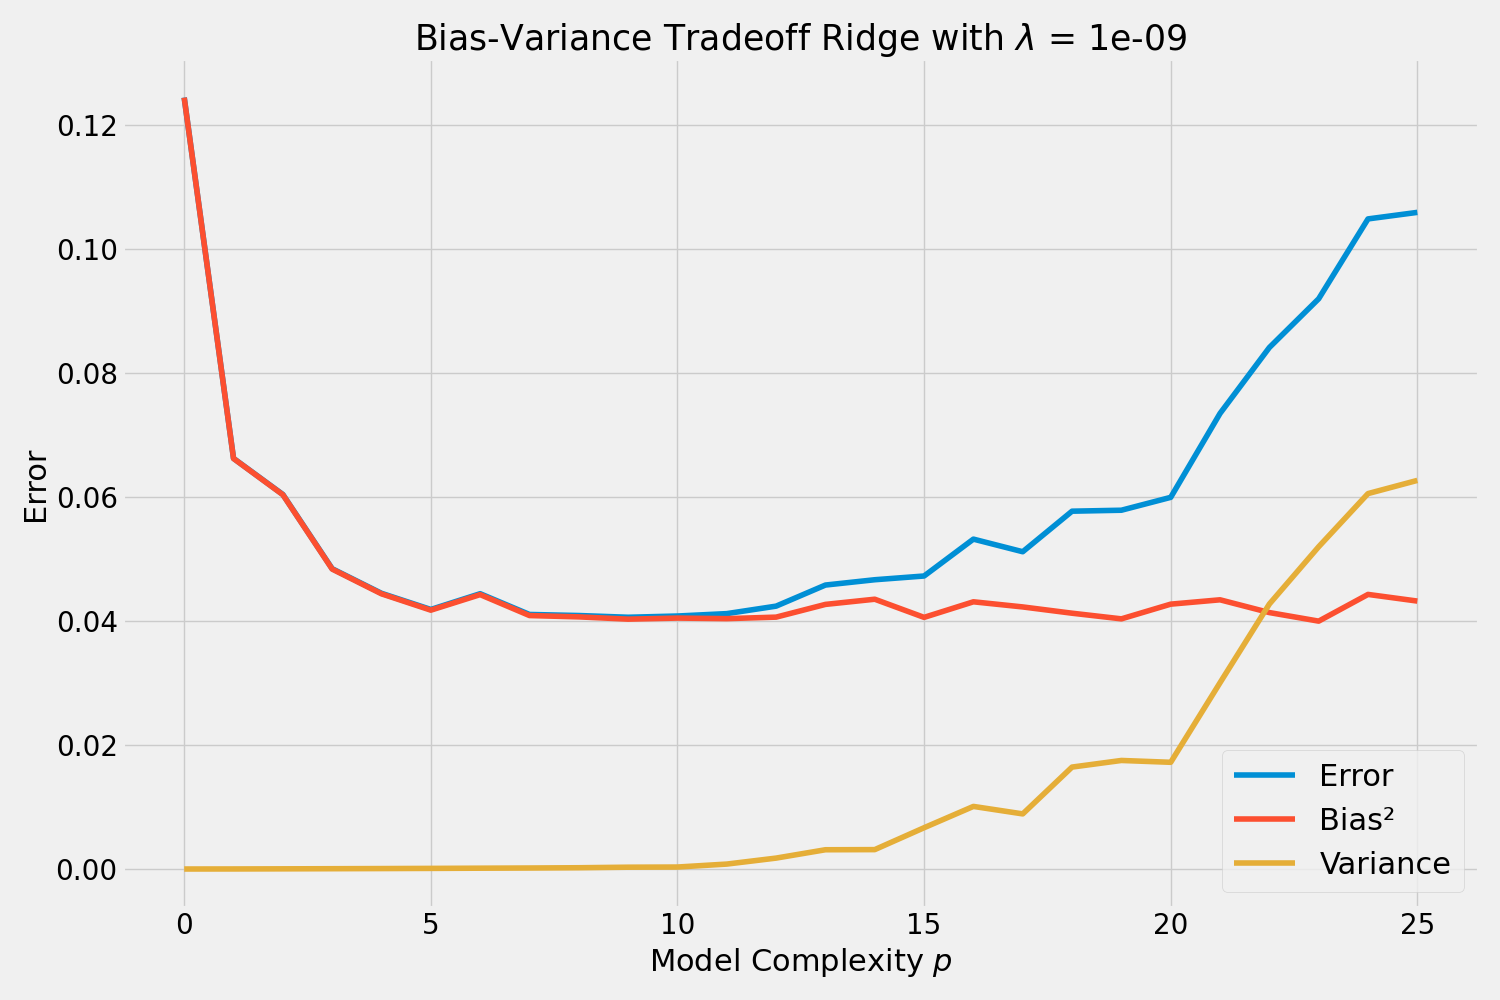 Bias-Variance Tradeoff Ridge with λ = 1e-09
Error
0.12
0.10
0.08
0.06
0.04
0.02
0.00
0 5 10 15 20 25
Model Complexity p
Error
Bias²
Variance